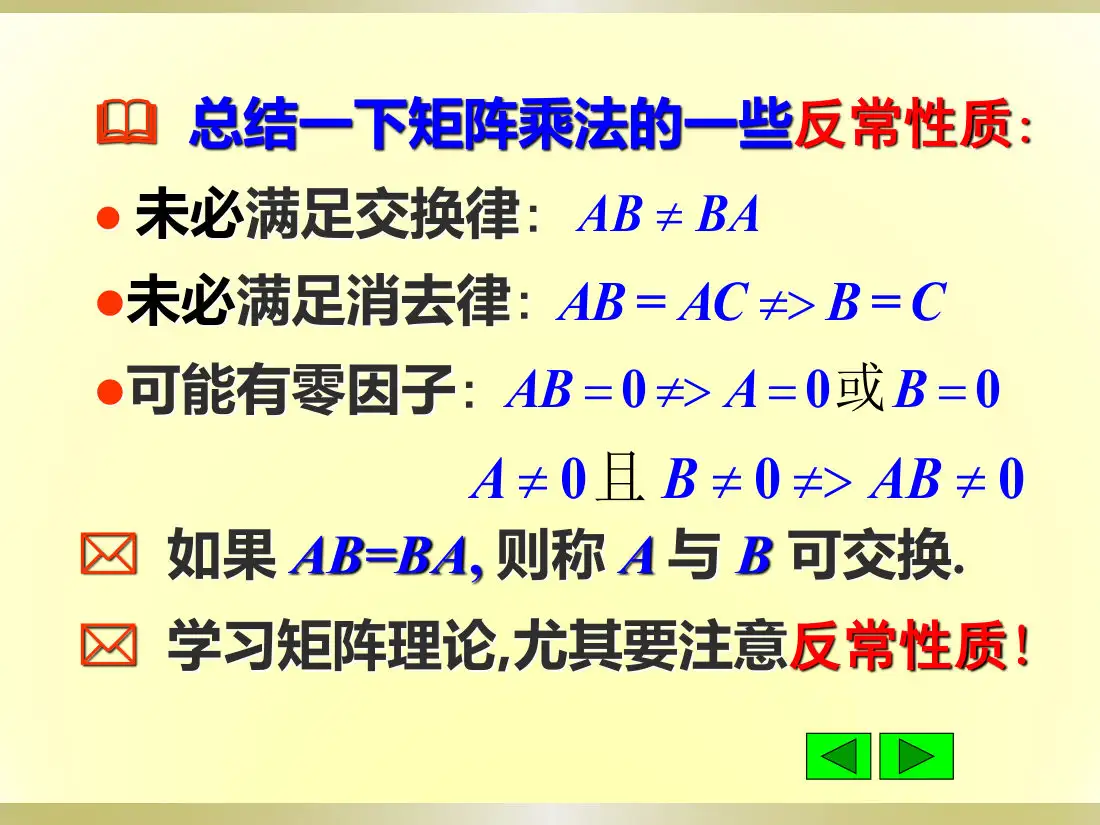 总结一下矩阵乘法的一些反常性质:
未必满足交换律: AB ≠ BA
未必满足消去律: AB = AC ≠> B = C
可能有零因子: AB = 0 ≠> A = 0或B = 0
A ≠ 0且 B ≠ 0 ≠> AB ≠ 0
如果 AB=BA, 则称 A 与 B 可交换.
学习矩阵理论,尤其要注意反常性质!